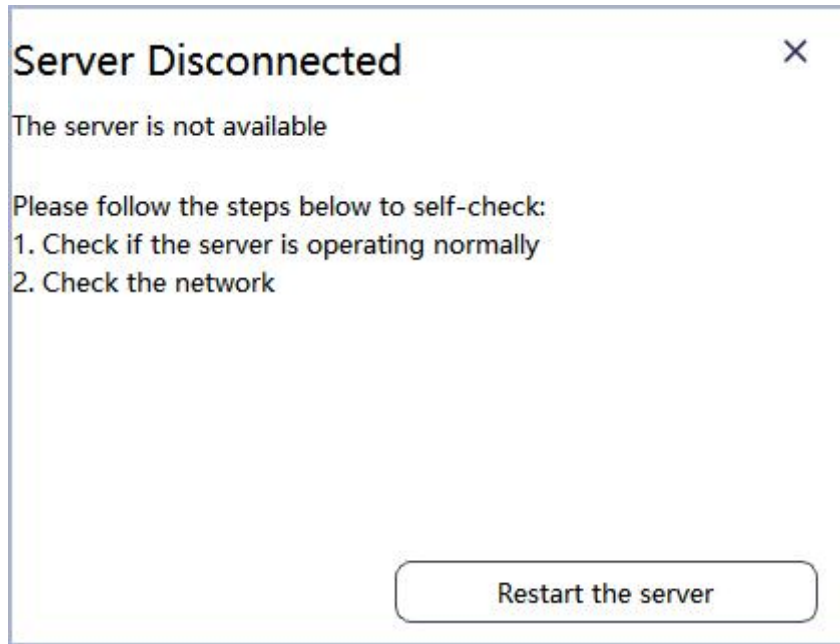 Server Disconnected
The server is not available
Please follow the steps below to self-check:
1. Check if the server is operating normally
2. Check the network
Restart the server